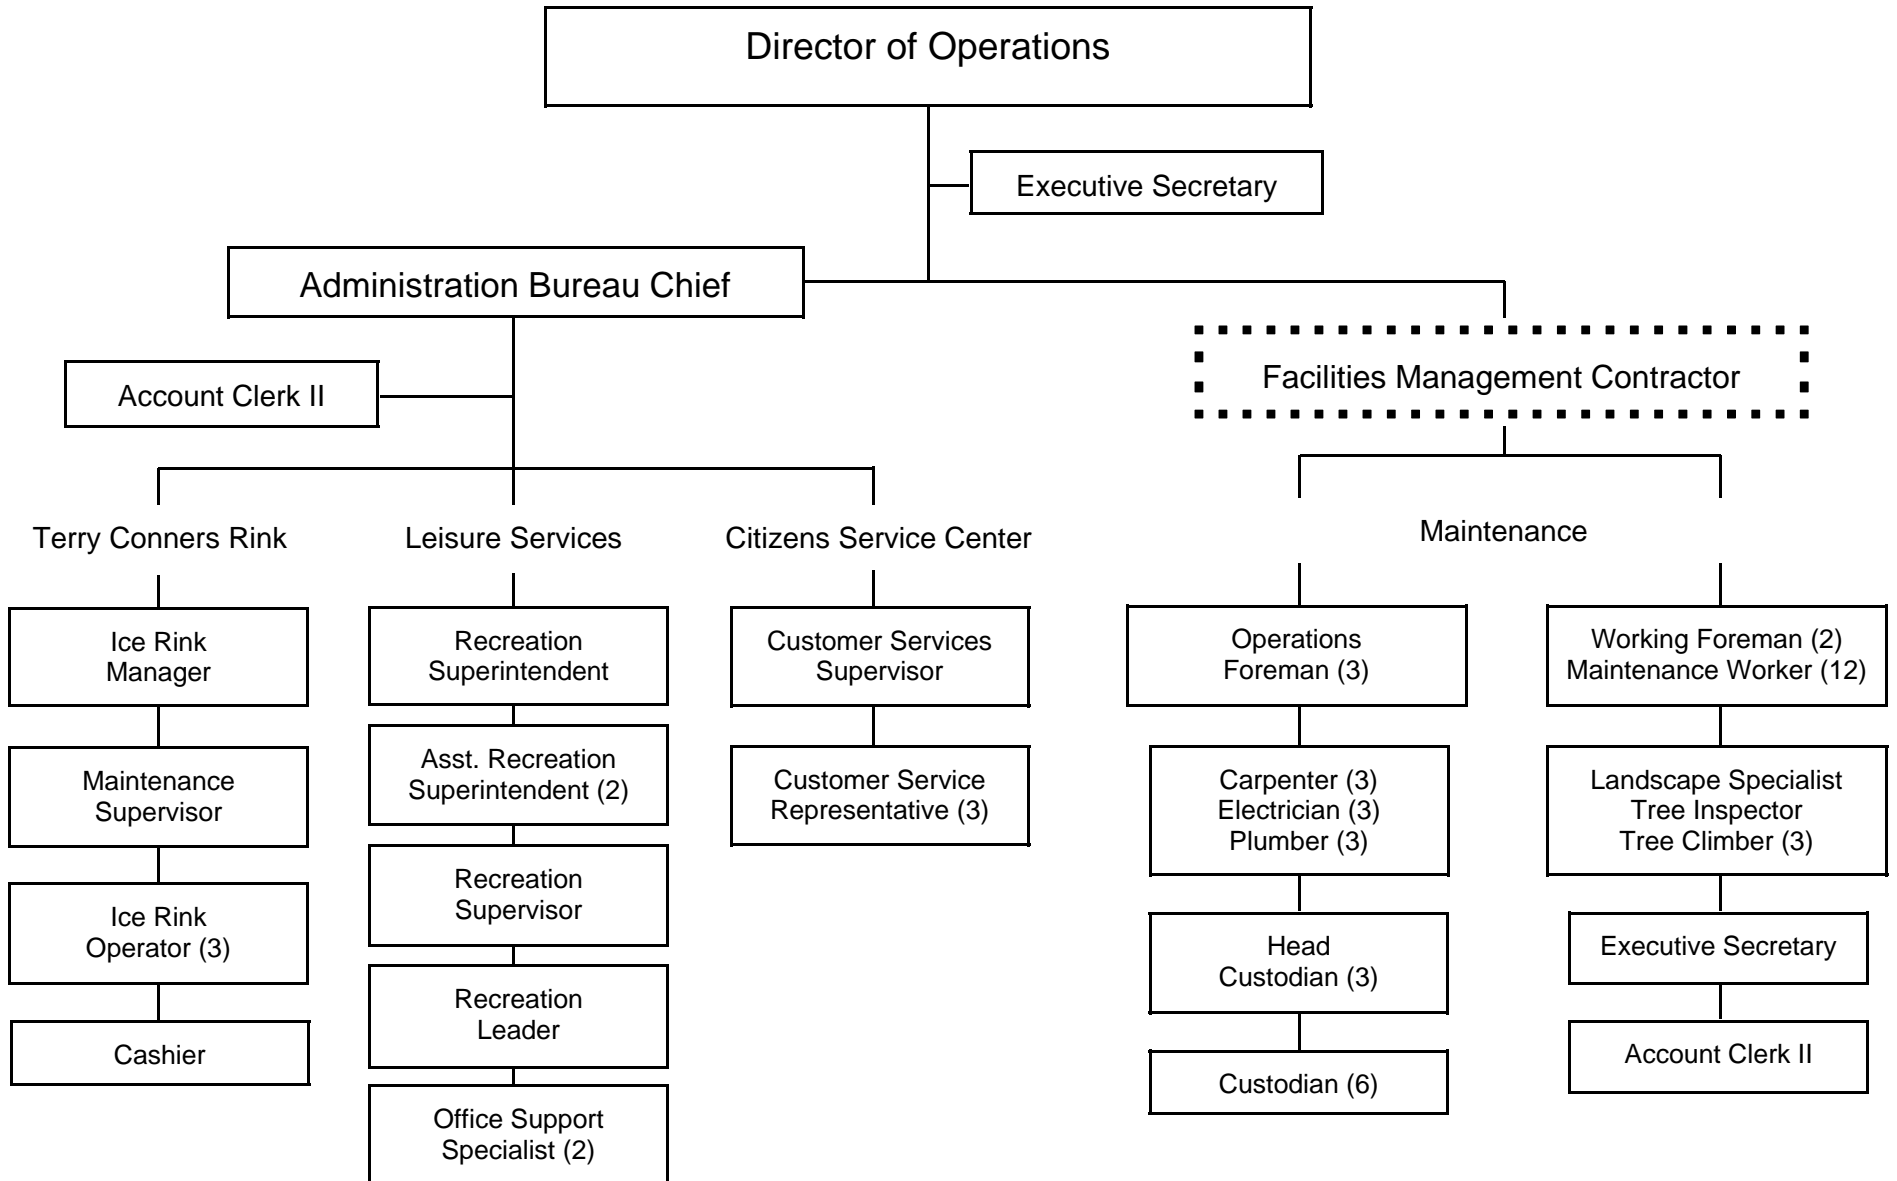 Director of Operations
Executive Secretary
Administration Bureau Chief
Account Clerk II
Facilities Management Contractor
Terry Conners Rink
Leisure Services
Citizens Service Center
Maintenance
Ice Rink
Manager
Maintenance
Supervisor
Ice Rink
Operator (3)
Cashier
Recreation
Superintendent
Asst. Recreation
Superintendent (2)
Recreation
Supervisor
Recreation
Leader
Office Support
Specialist (2)
Customer Services
Supervisor
Customer Service
Representative (3)
Operations
Foreman (3)
Carpenter (3)
Electrician (3)
Plumber (3)
Head
Custodian (3)
Custodian (6)
Working Foreman (2)
Maintenance Worker (12)
Landscape Specialist
Tree Inspector
Tree Climber (3)
Executive Secretary
Account Clerk II